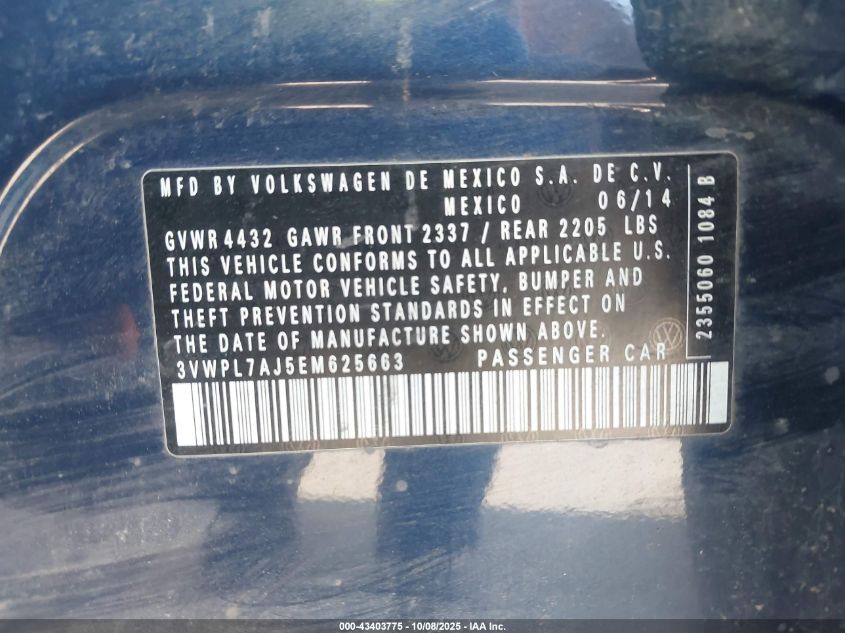 MFD BY VOLKSWAGEN DE MEXICO S.A. DE C.V.
MEXICO 06/14
GVWR 4432 GAWR FRONT 2337 / REAR 2205 LBS
THIS VEHICLE CONFORMS TO ALL APPLICABLE U.S.
FEDERAL MOTOR VEHICLE SAFETY, BUMPER AND
THEFT PREVENTION STANDARDS IN EFFECT ON
THE DATE OF MANUFACTURE SHOWN ABOVE.
3VWPL7AJ5EM625663 PASSENGER CAR
2355060 1084 B
000-43403775 - 10/08/2025 - IAA Inc.